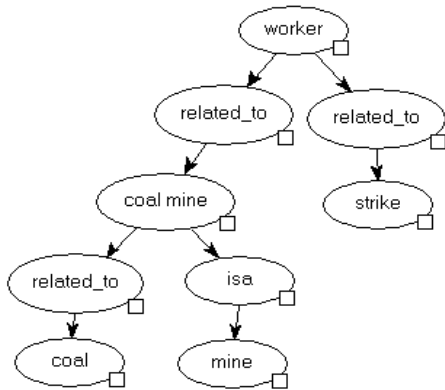 worker
related_to
related_to
coal mine
strike
related_to
isa
coal
mine